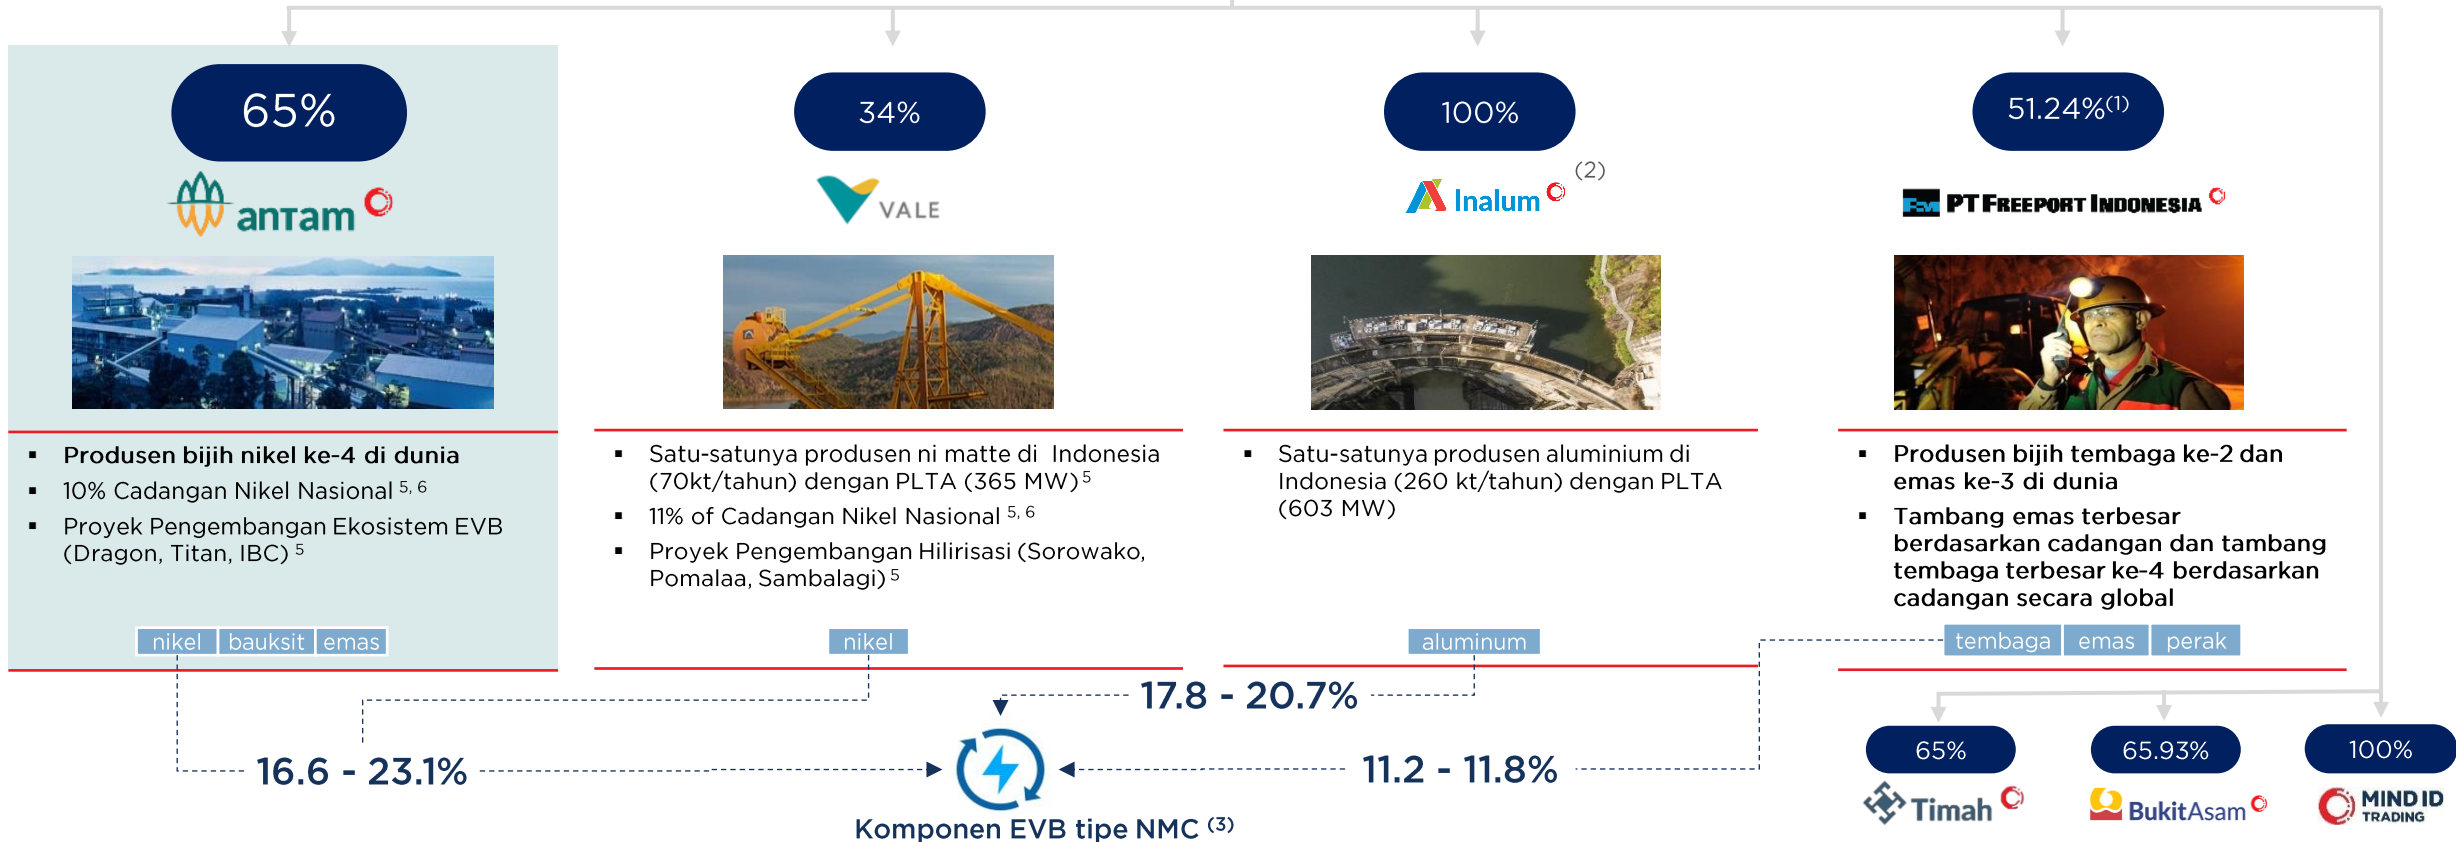 65%
antam
Produsen bijih nikel ke-4 di dunia
10% Cadangan Nikel Nasional 5, 6
Proyek Pengembangan Ekosistem EVB
(Dragon, Titan, IBC) 5
nikel bauksit emas
34%
VALE
Satu-satunya produsen ni matte di Indonesia
(70kt/tahun) dengan PLTA (365 MW) 5
11% of Cadangan Nikel Nasional 5, 6
Proyek Pengembangan Hilirisasi (Sorowako,
Pomalaa, Sambalagi) 5
nikel
100%
Inalum (2)
Satu-satunya produsen aluminium di
Indonesia (260 kt/tahun) dengan PLTA
(603 MW)
aluminum
51.24%(1)
FCX PT FREEPORT INDONESIA
Produsen bijih tembaga ke-2 dan
emas ke-3 di dunia
Tambang emas terbesar
berdasarkan cadangan dan tambang
tembaga terbesar ke-4 berdasarkan
cadangan secara global
tembaga emas perak
17.8 - 20.7%
16.6 - 23.1%
11.2 - 11.8%
Komponen EVB tipe NMC (3)
65%
Timah
65.93%
BukitAsam
100%
MIND ID
TRADING